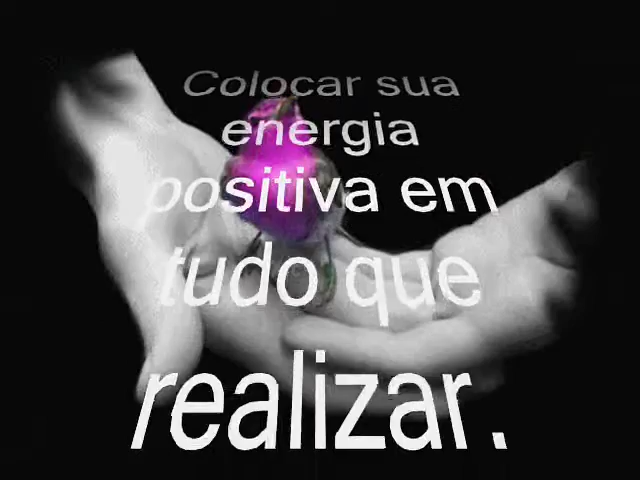 Colocar sua
energia
positiva em
tudo que
realizar.